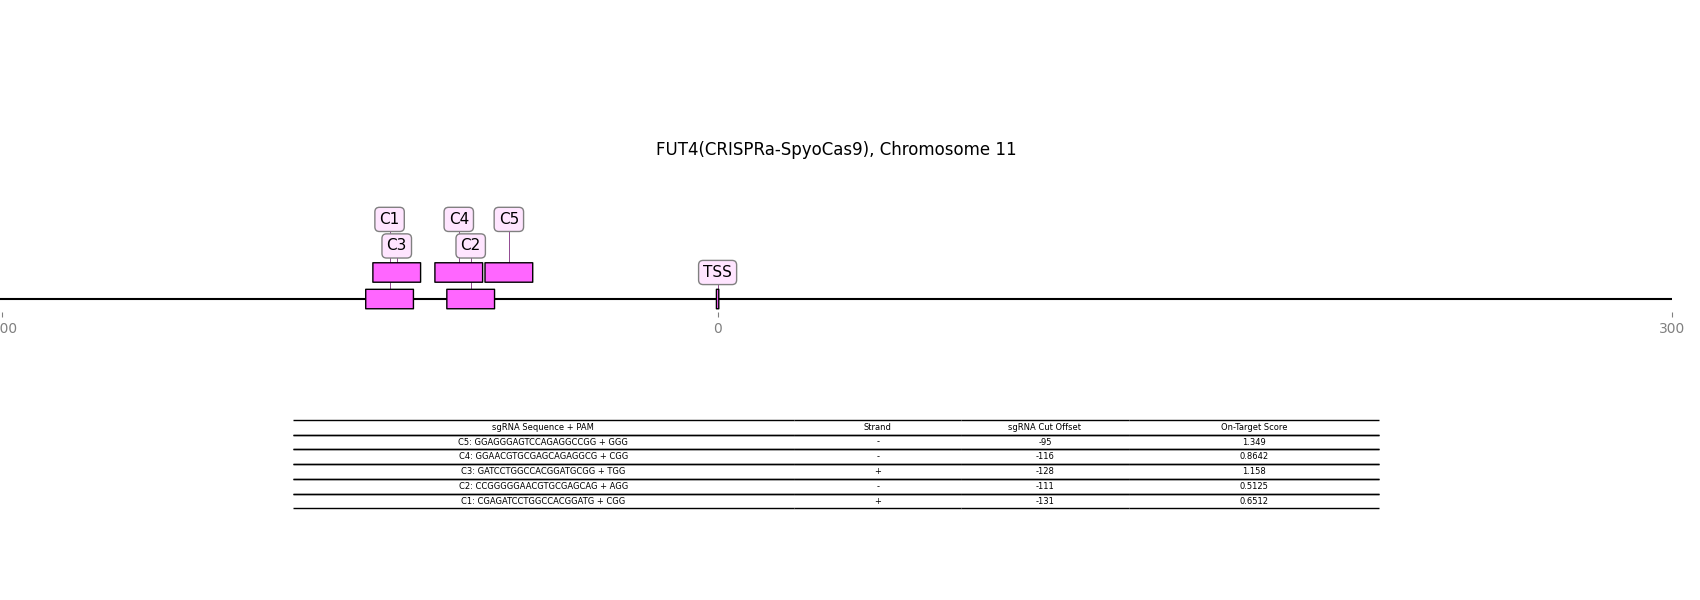 FUT4(CRISPRa-SpyoCas9), Chromosome 11
C1 C4 C5
C3 C2
TSS
00 0 300
sgRNA Sequence + PAM Strand sgRNA Cut Offset On-Target Score
C5: GGAGGGAGTCCAGAGGCCGG + GGG - -95 1.349
C4: GGAACGTGCGAGCAGAGGCG + CGG - -116 0.8642
C3: GATCCTGGCCACGGATGCGG + TGG + -128 1.158
C2: CCGGGGGAACGTGCGAGCAG + AGG - -111 0.5125
C1: CGAGATCCTGGCCACGGATG + CGG + -131 0.6512